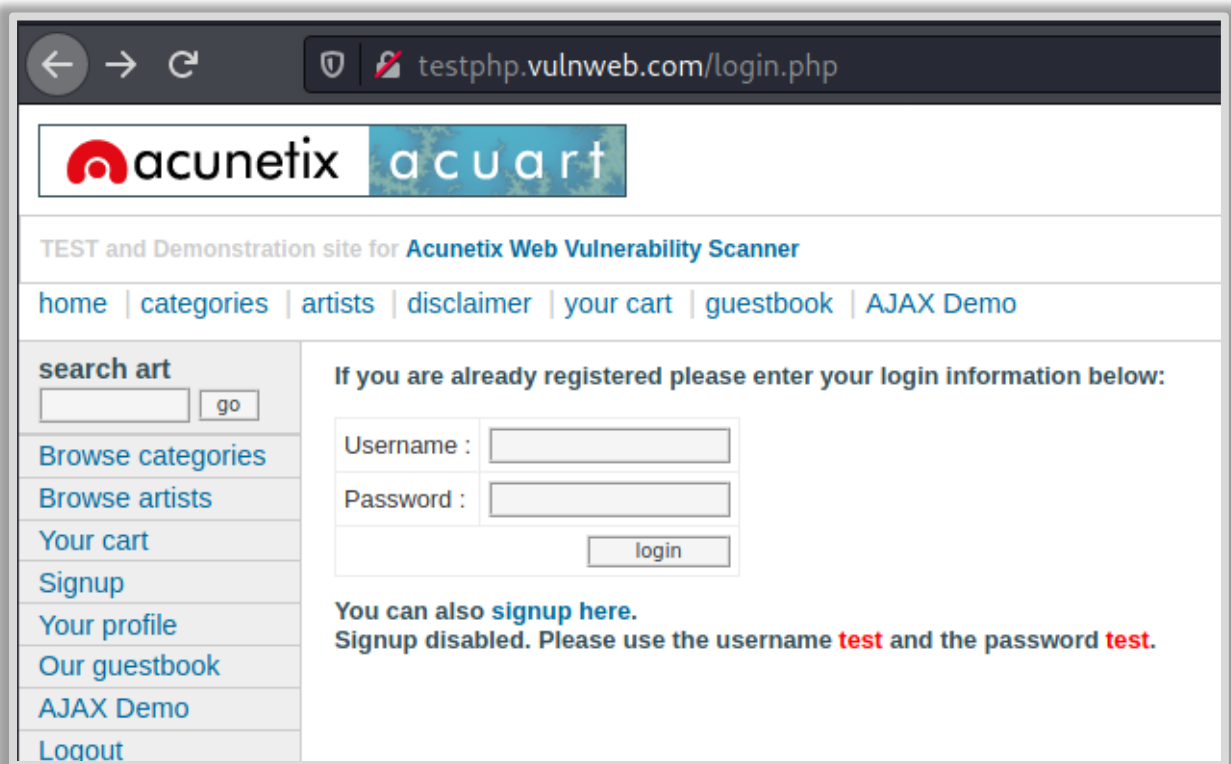 testphp.vulnweb.com/login.php
acunetix acuart
TEST and Demonstration site for Acunetix Web Vulnerability Scanner
home | categories | artists | disclaimer | your cart | guestbook | AJAX Demo
search art
go
Browse categories
Browse artists
Your cart
Signup
Your profile
Our guestbook
AJAX Demo
Logout
If you are already registered please enter your login information below:
Username :
Password :
login
You can also signup here.
Signup disabled. Please use the username test and the password test.